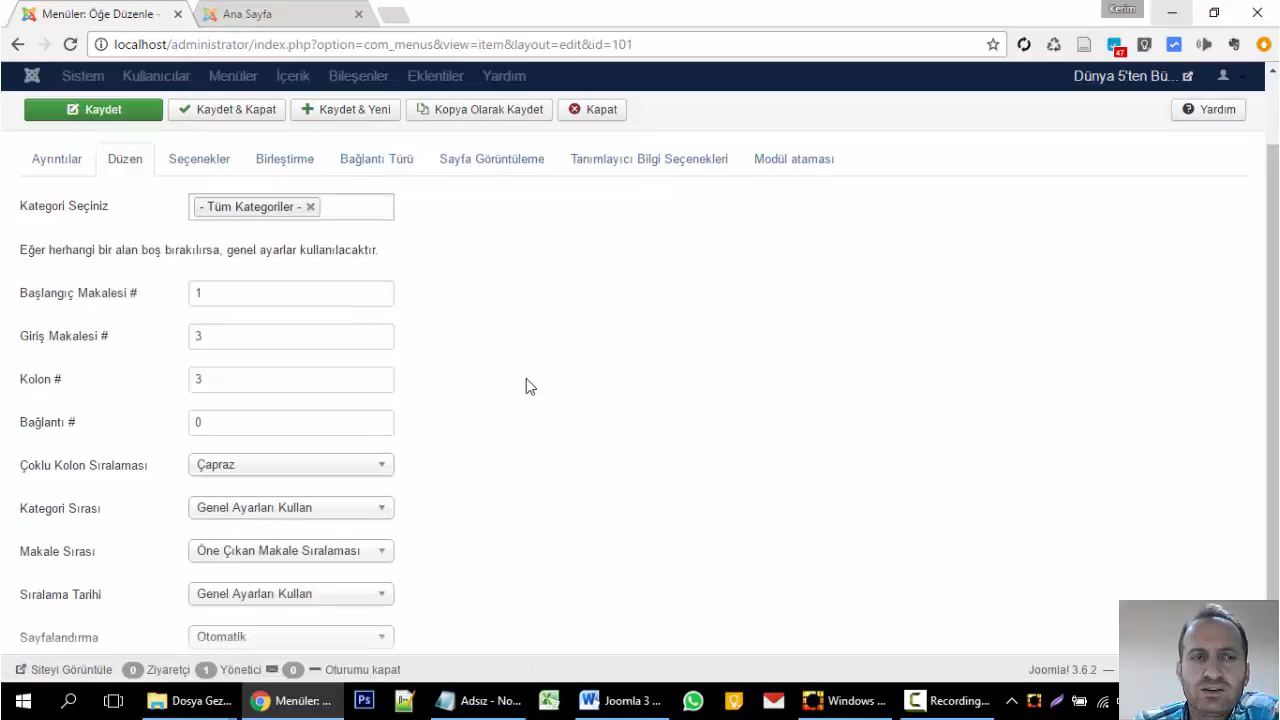 Menüler: Öğe Düzenle -
Ana Sayfa
Kerim
localhost/administrator/index.php?option=com_menus&view=item&layout=edit&id=101
47
Sistem Kullanıcılar Menüler İçerik Bileşenler Eklentiler Yardım
Dünya 5'ten Bü...
Kaydet
Kaydet & Kapat
Kaydet & Yeni
Kopya Olarak Kaydet
Kapat
Yardım
Ayrıntılar Düzen Seçenekler Birleştirme Bağlantı Türü Sayfa Görüntüleme Tanımlayıcı Bilgi Seçenekleri Modül ataması
Kategori Seçiniz - Tüm Kategoriler -
Eğer herhangi bir alan boş bırakılırsa, genel ayarlar kullanılacaktır.
Başlangıç Makalesi # 1
Giriş Makalesi # 3
Kolon # 3
Bağlantı # 0
Çoklu Kolon Sıralaması Çapraz
Kategori Sırası Genel Ayarları Kullan
Makale Sırası Öne Çıkan Makale Sıralaması
Sıralama Tarihi Genel Ayarları Kullan
Sayfalandırma Otomatik
Siteyi Görüntüle 0 Ziyaretçi 1 Yönetici 0 Oturumu kapat
Joomla! 3.6.2 —
Dosya Gez...
Menüler: ...
Ps
Adsız - No...
Joomla 3 ...
Windows ...
Recording...